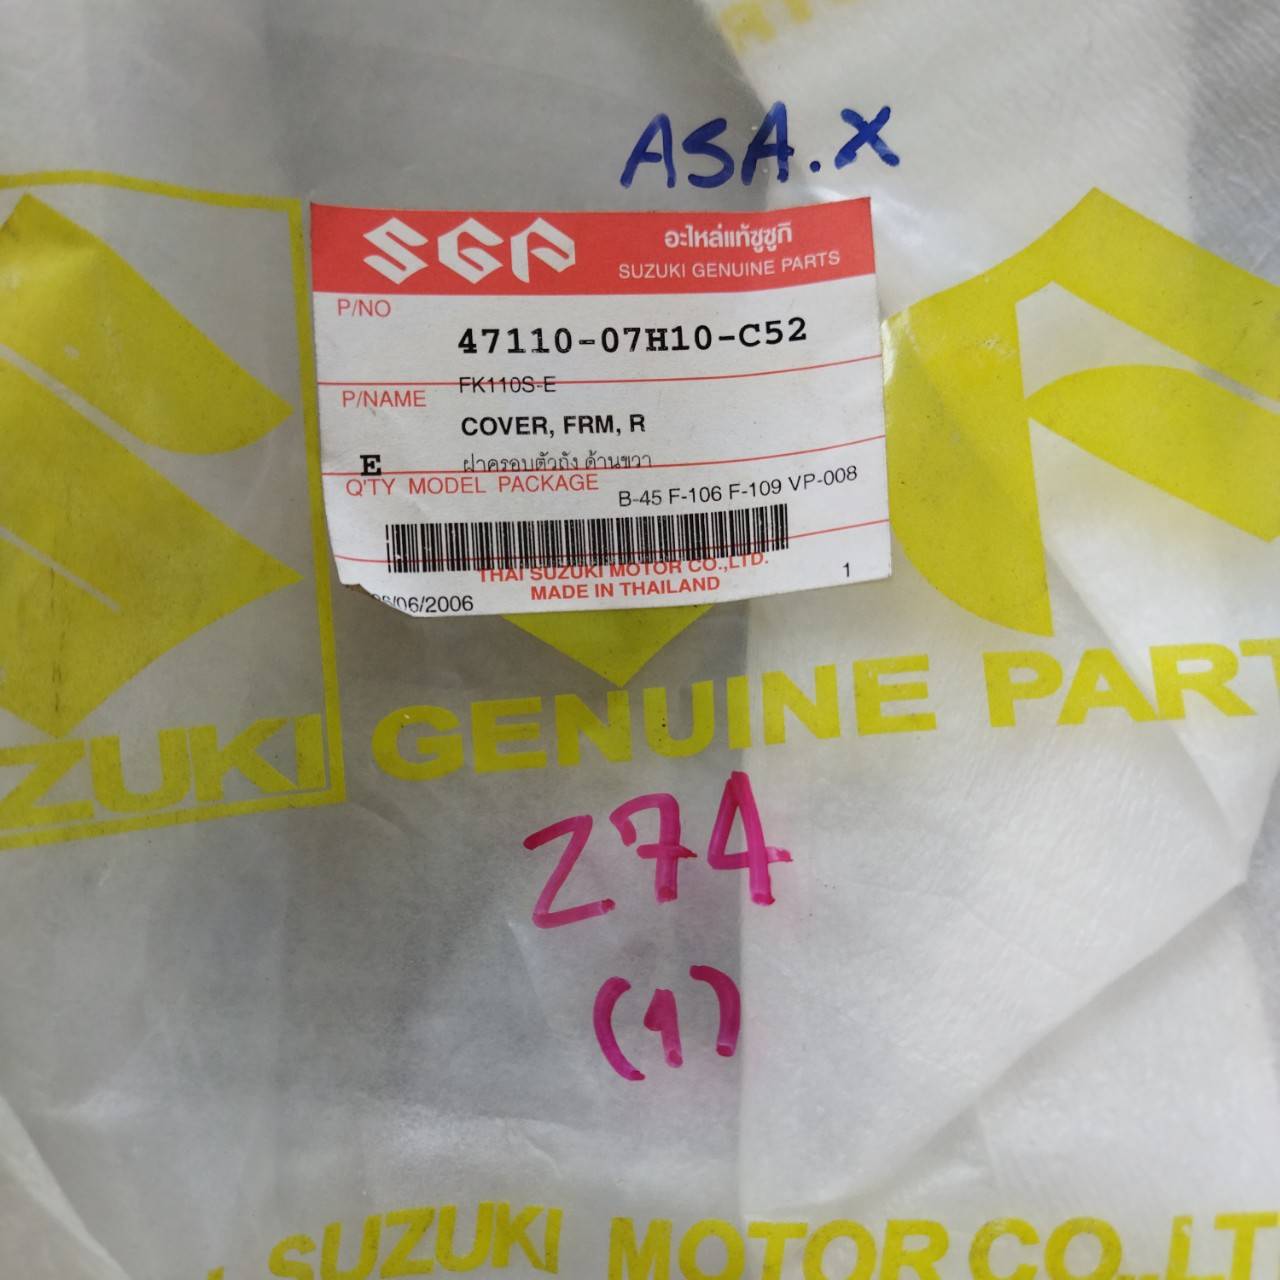 ASA.X
SGP
อะไหล่แท้ซูซูกิ
SUZUKI GENUINE PARTS
P/NO
47110-07H10-C52
FK110S-E
P/NAME
COVER, FRM, R
E
ฝาครอบตัวถัง ด้านขวา
Q'TY MODEL PACKAGE
B-45 F-106 F-109 VP-008
THAI SUZUKI MOTOR CO.,LTD.
MADE IN THAILAND
1
/06/2006
ZUKI GENUINE PART
Z74
(1)
SUZUKI MOTOR CO.,LT